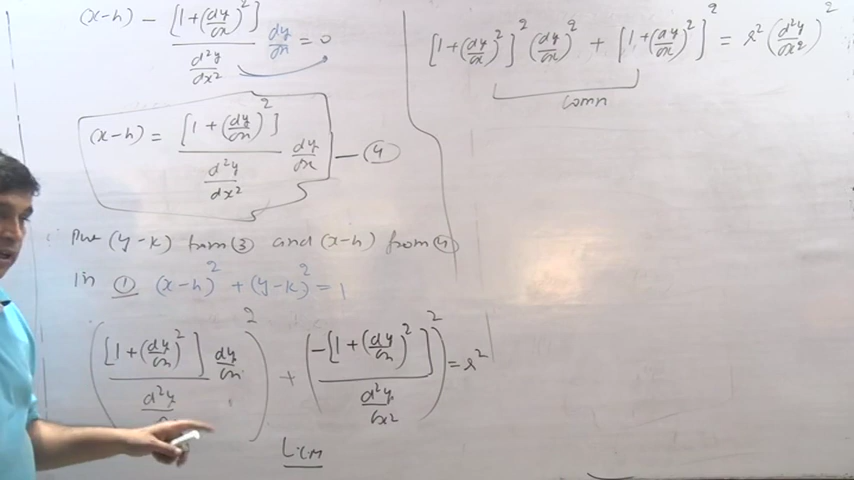 (x-h) - [1+(dy/dx)^2] / (d^2y/dx^2) dy/dx = 0
(x-h) = [1+(dy/dx)^2] / (d^2y/dx^2) dy/dx — (4)
Put (y-k) from (3) and (x-h) from (4)
in (1) (x-h)^2 + (y-k)^2 = 1
([1+(dy/dx)^2] dy/dx / (d^2y/dx^2))^2 + (-[1+(dy/dx)^2] / (d^2y/dx^2))^2 = r^2
Lcm
[1+(dy/dx)^2]^2 (dy/dx)^2 + [1+(dy/dx)^2]^2 = r^2 (d^2y/dx^2)^2
comn